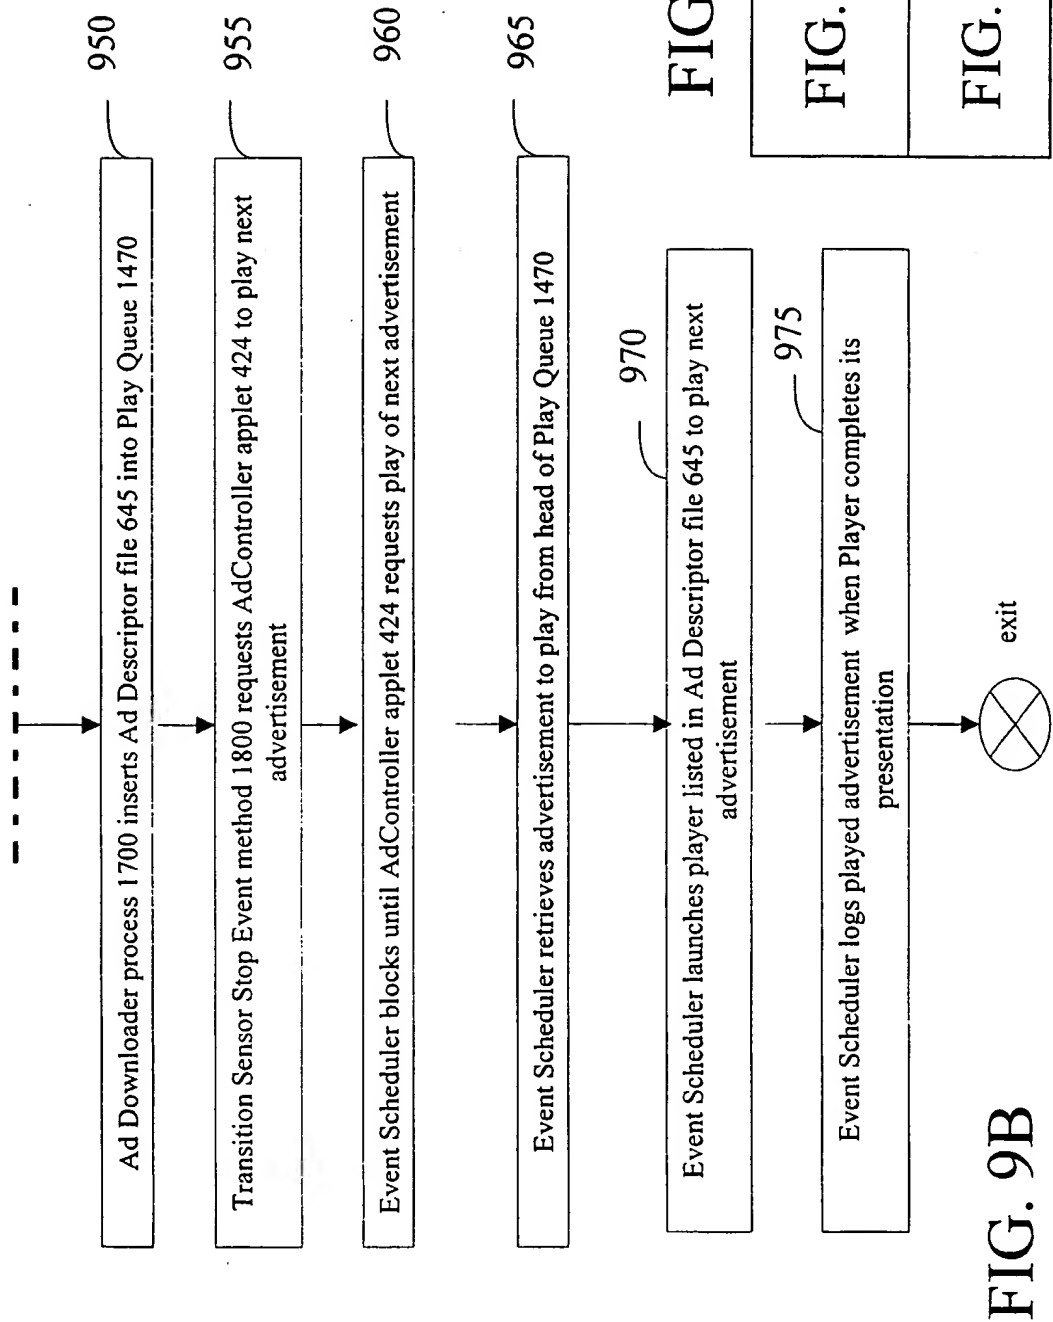 950
Ad Downloader process 1700 inserts Ad Descriptor file 645 into Play Queue 1470
955
Transition Sensor Stop Event method 1800 requests AdController applet 424 to play next
advertisement
960
Event Scheduler blocks until AdController applet 424 requests play of next advertisement
965
Event Scheduler retrieves advertisement to play from head of Play Queue 1470
970
Event Scheduler launches player listed in Ad Descriptor file 645 to play next
advertisement
975
Event Scheduler logs played advertisement when Player completes its
presentation
exit
FIG. 9B
FIG
FIG.
FIG.